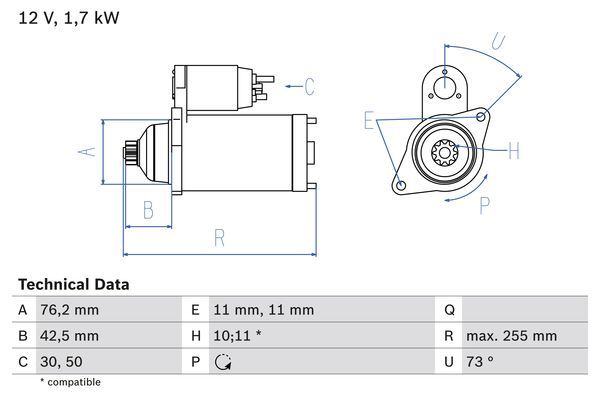 12 V, 1,7 kW
U
C
E
A
H
B
P
R
Technical Data
A 76,2 mm E 11 mm, 11 mm Q
B 42,5 mm H 10;11 * R max. 255 mm
C 30, 50 P U 73 º
* compatible